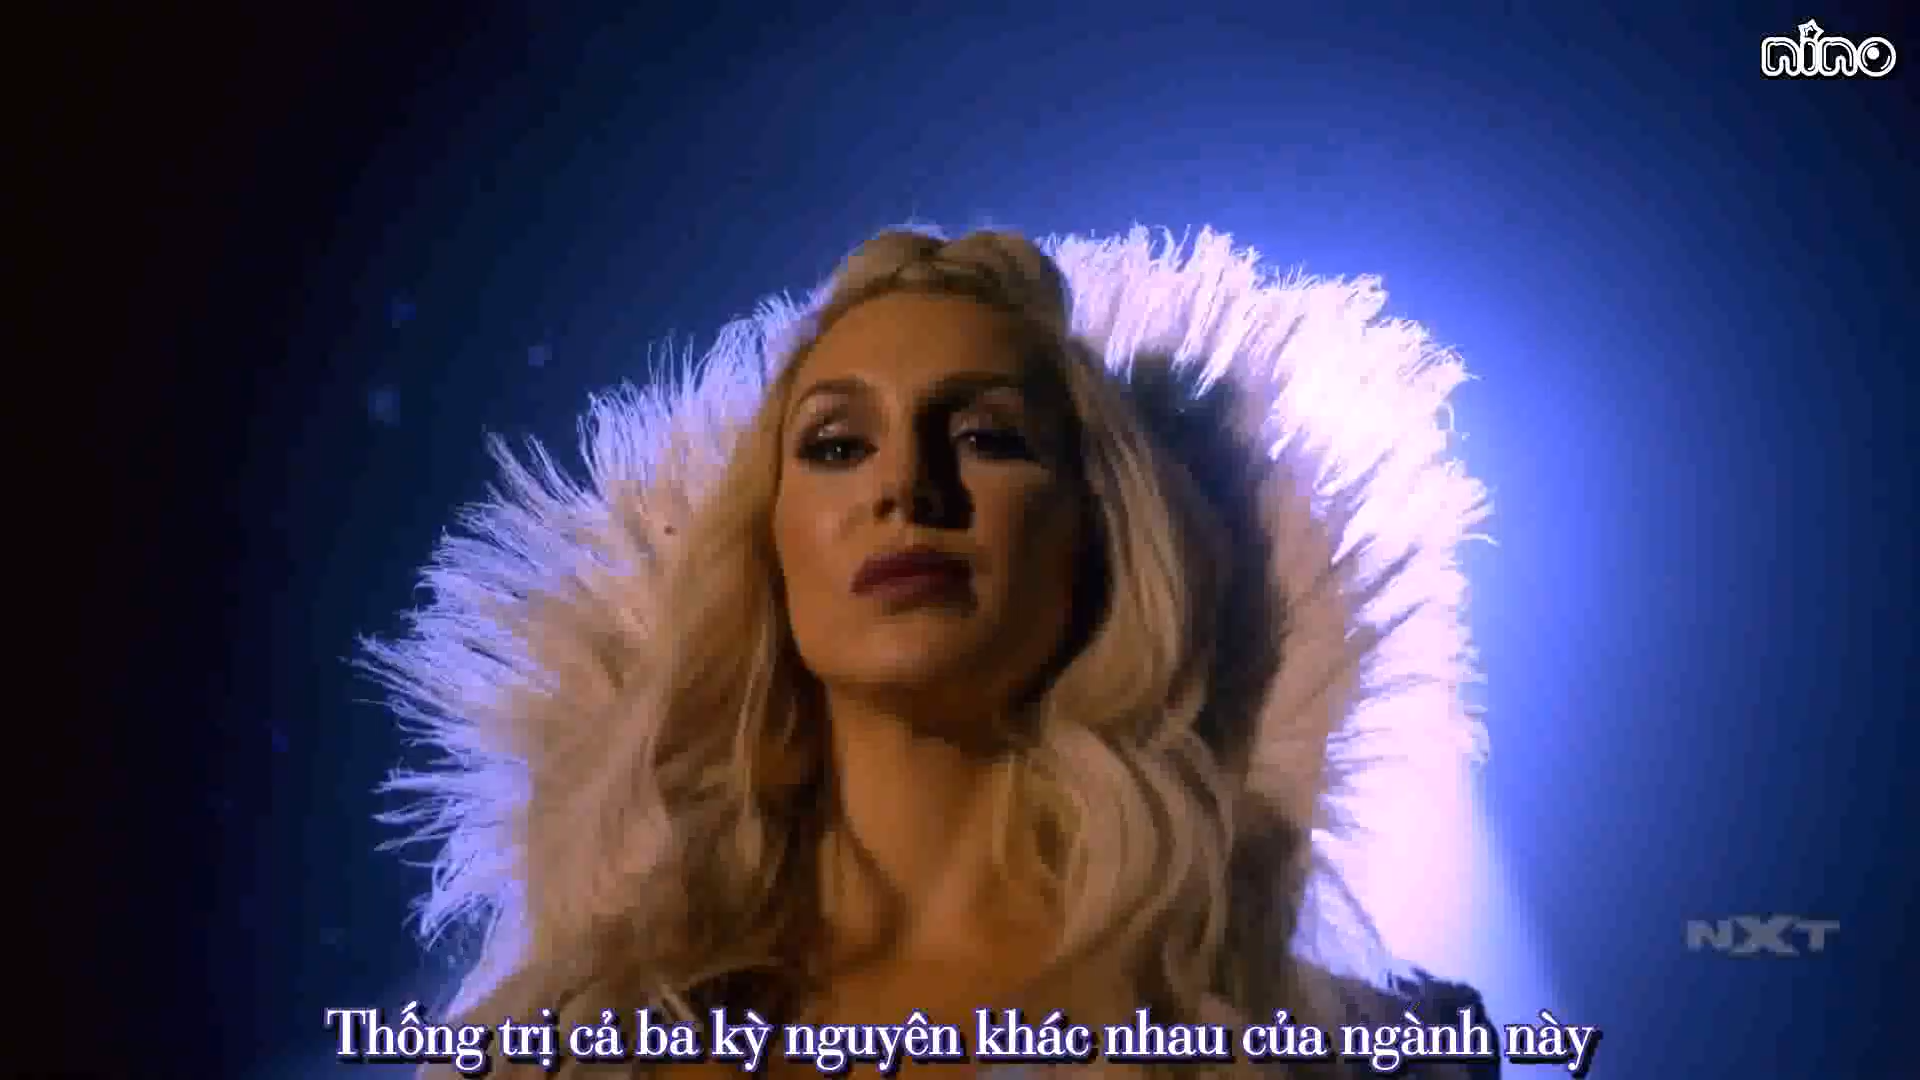 nino
NXT
Thống trị cả ba kỳ nguyên khác nhau của ngành này